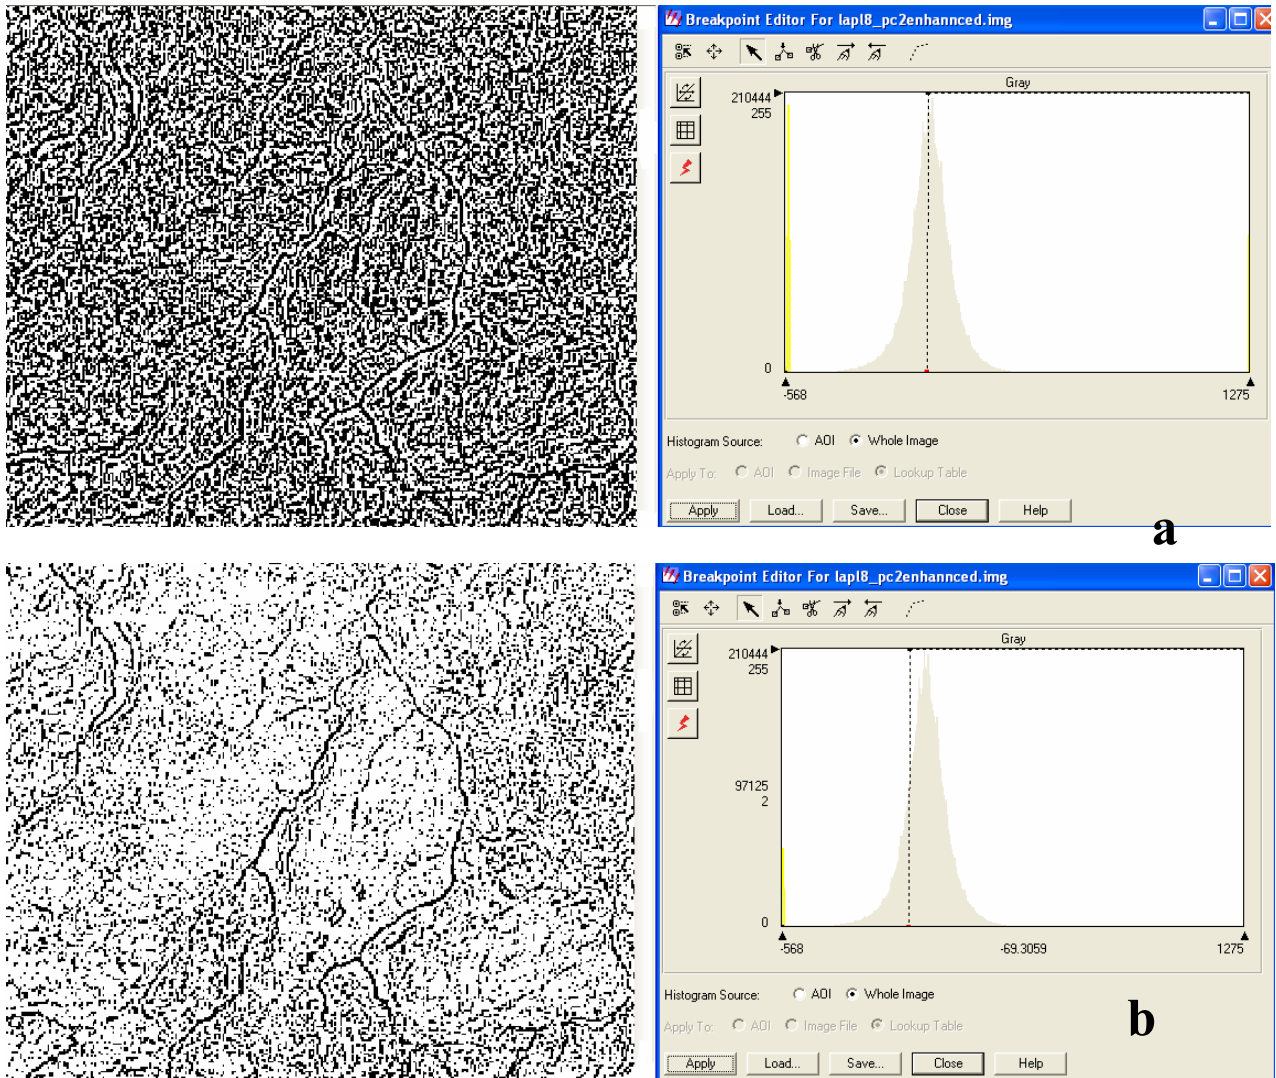 Breakpoint Editor For lapl8_pc2enhannced.img
Gray
210444
255
0
-568 1275
Histogram Source: AOI Whole Image
Apply To: AOI Image File Lookup Table
Apply Load... Save... Close Help
a
Breakpoint Editor For lapl8_pc2enhannced.img
Gray
210444
255
97125
2
0
-568 -69.3059 1275
Histogram Source: AOI Whole Image
Apply To: AOI Image File Lookup Table
b
Apply Load... Save... Close Help